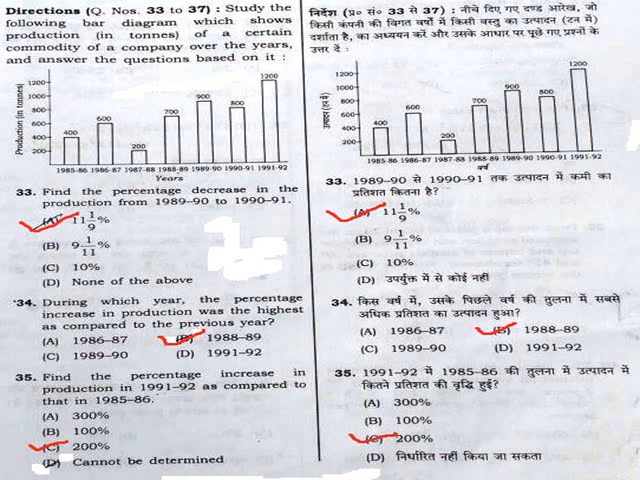 Directions (Q. Nos. 33 to 37) : Study the
following bar diagram which shows
production (in tonnes) of a certain
commodity of a company over the years,
and answer the questions based on it :
Production (in tonnes)
1200
1000
800
600
400
200
400
600
200
700
900
800
1200
1985-86 1986-87 1987-88 1988-89 1989-90 1990-91 1991-92
Years
33. Find the percentage decrease in the
production from 1989–90 to 1990–91.
(A) 11 1/9 %
(B) 9 1/11 %
(C) 10%
(D) None of the above
34. During which year, the percentage
increase in production was the highest
as compared to the previous year?
(A) 1986–87 (B) 1988–89
(C) 1989–90 (D) 1991–92
35. Find the percentage increase in
production in 1991–92 as compared to
that in 1985–86.
(A) 300%
(B) 100%
(C) 200%
(D) Cannot be determined
निर्देश (प्र० सं० 33 से 37) : नीचे दिए गए दण्ड आरेख, जो
किसी कंपनी की विगत वर्षों में किसी वस्तु का उत्पादन (टन में)
दर्शाता है, का अध्ययन करें और उसके आधार पर पूछे गए प्रश्नों के
उत्तर दें :
उत्पादन (टन में)
1200
1000
800
600
400
200
400
600
200
700
900
800
1200
1985-86 1986-87 1987-88 1988-89 1989-90 1990-91 1991-92
वर्ष
33. 1989–90 से 1990–91 तक उत्पादन में कमी का
प्रतिशत कितना है?
(A) 11 1/9 %
(B) 9 1/11 %
(C) 10%
(D) उपर्युक्त में से कोई नहीं
34. किस वर्ष में, उसके पिछले वर्ष की तुलना में सबसे
अधिक प्रतिशत का उत्पादन हुआ?
(A) 1986–87 (B) 1988–89
(C) 1989–90 (D) 1991–92
35. 1991–92 में 1985–86 की तुलना में उत्पादन में
कितने प्रतिशत की वृद्धि हुई?
(A) 300%
(B) 100%
(C) 200%
(D) निर्धारित नहीं किया जा सकता